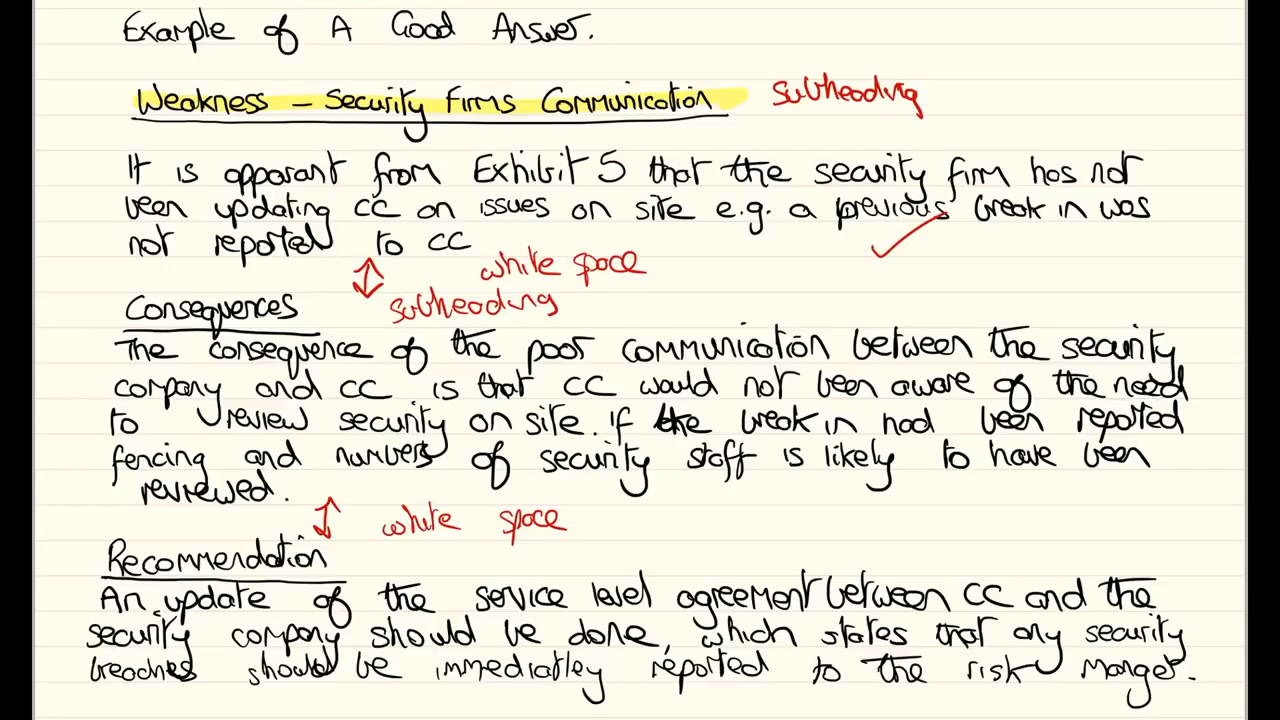 Example of A Good Answer.
Weakness – Security Firms Communication subheading
It is apparant from Exhibit 5 that the security firm has not
been updating CC on issues on site e.g. a previous break in was
not reported to CC
white space
Consequences subheading
The consequence of the poor communication between the security
company and CC is that CC would not been aware of the need
to review security on site. If the break in had been reported
fencing and numbers of security staff is likely to have been
reviewed.
white space
Recommendation
An update of the service level agreement between CC and the
security company should be done, which states that any security
breaches should be immediatley reported to the risk manger.